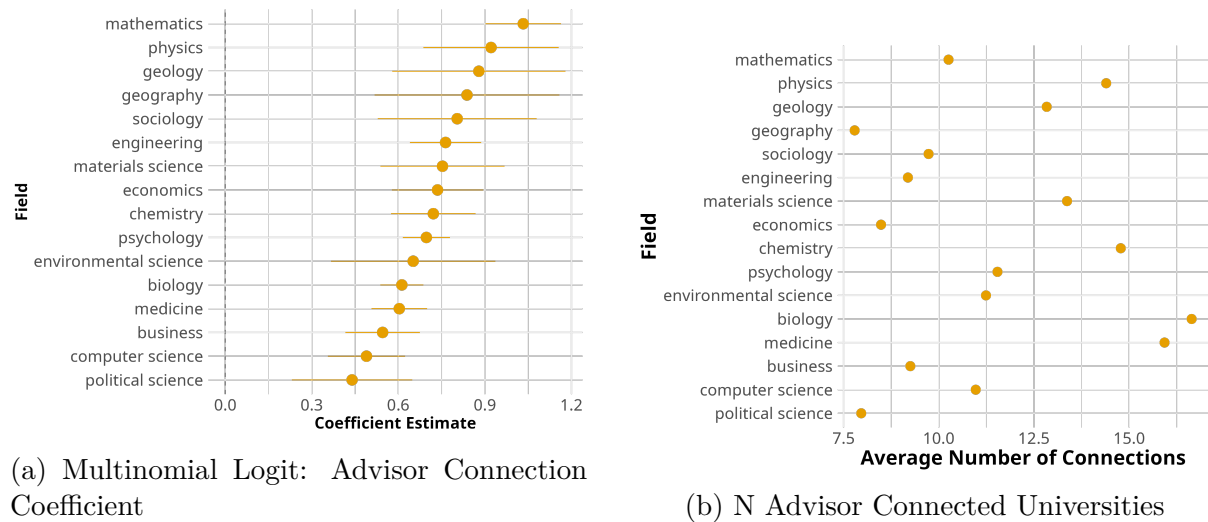 mathematics
physics
geology
geography
sociology
engineering
materials science
economics
chemistry
psychology
environmental science
biology
medicine
business
computer science
political science
Field
0.0 0.3 0.6 0.9 1.2
Coefficient Estimate
(a) Multinomial Logit: Advisor Connection
Coefficient
mathematics
physics
geology
geography
sociology
engineering
materials science
economics
chemistry
psychology
environmental science
biology
medicine
business
computer science
political science
Field
7.5 10.0 12.5 15.0
Average Number of Connections
(b) N Advisor Connected Universities